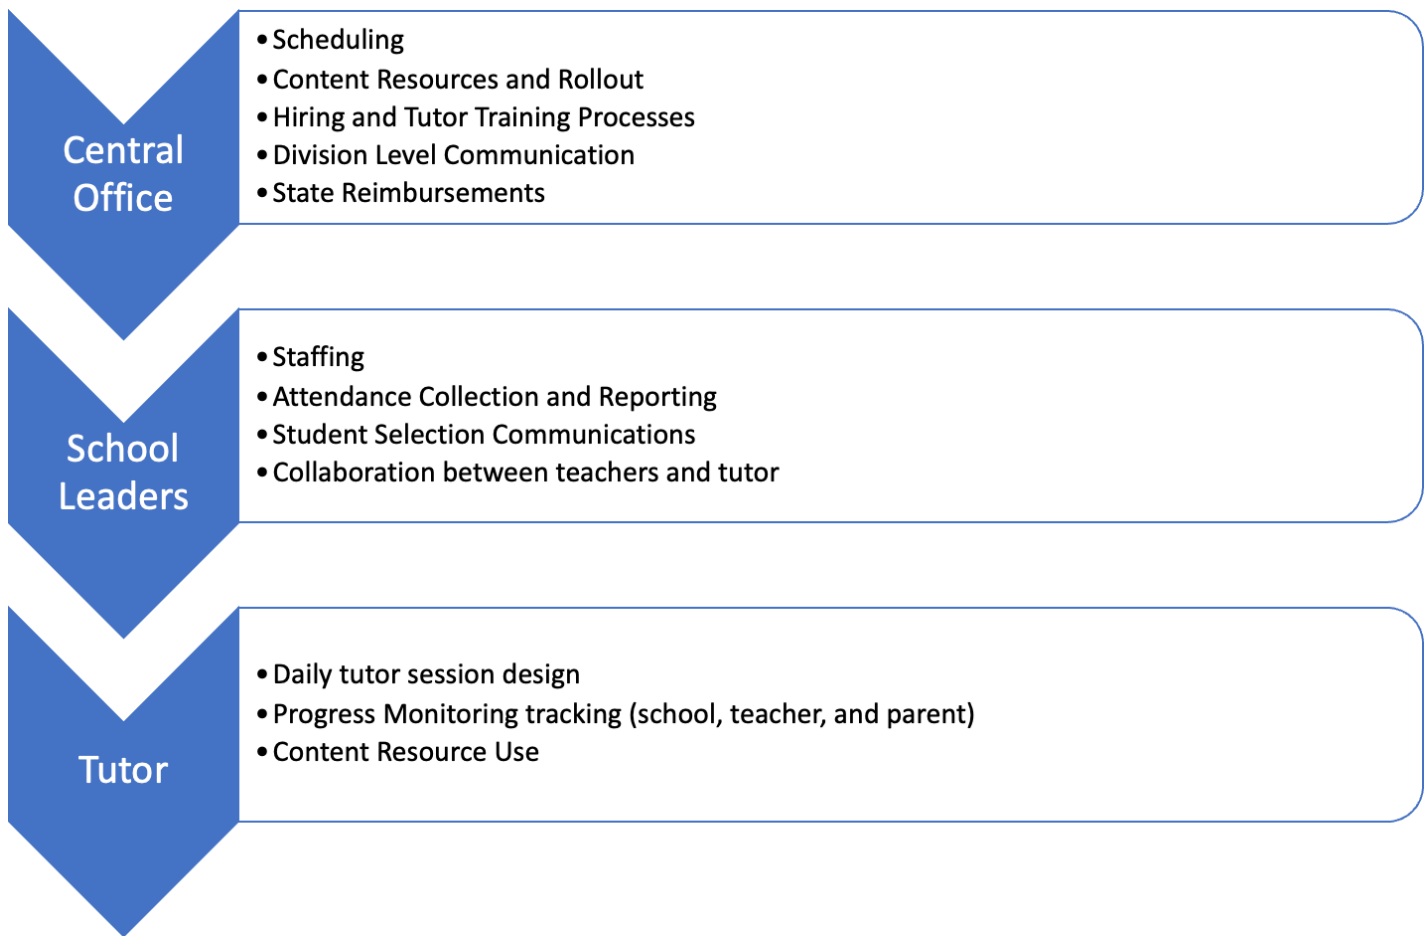 Central
Office
• Scheduling
• Content Resources and Rollout
• Hiring and Tutor Training Processes
• Division Level Communication
• State Reimbursements
School
Leaders
• Staffing
• Attendance Collection and Reporting
• Student Selection Communications
• Collaboration between teachers and tutor
Tutor
• Daily tutor session design
• Progress Monitoring tracking (school, teacher, and parent)
• Content Resource Use